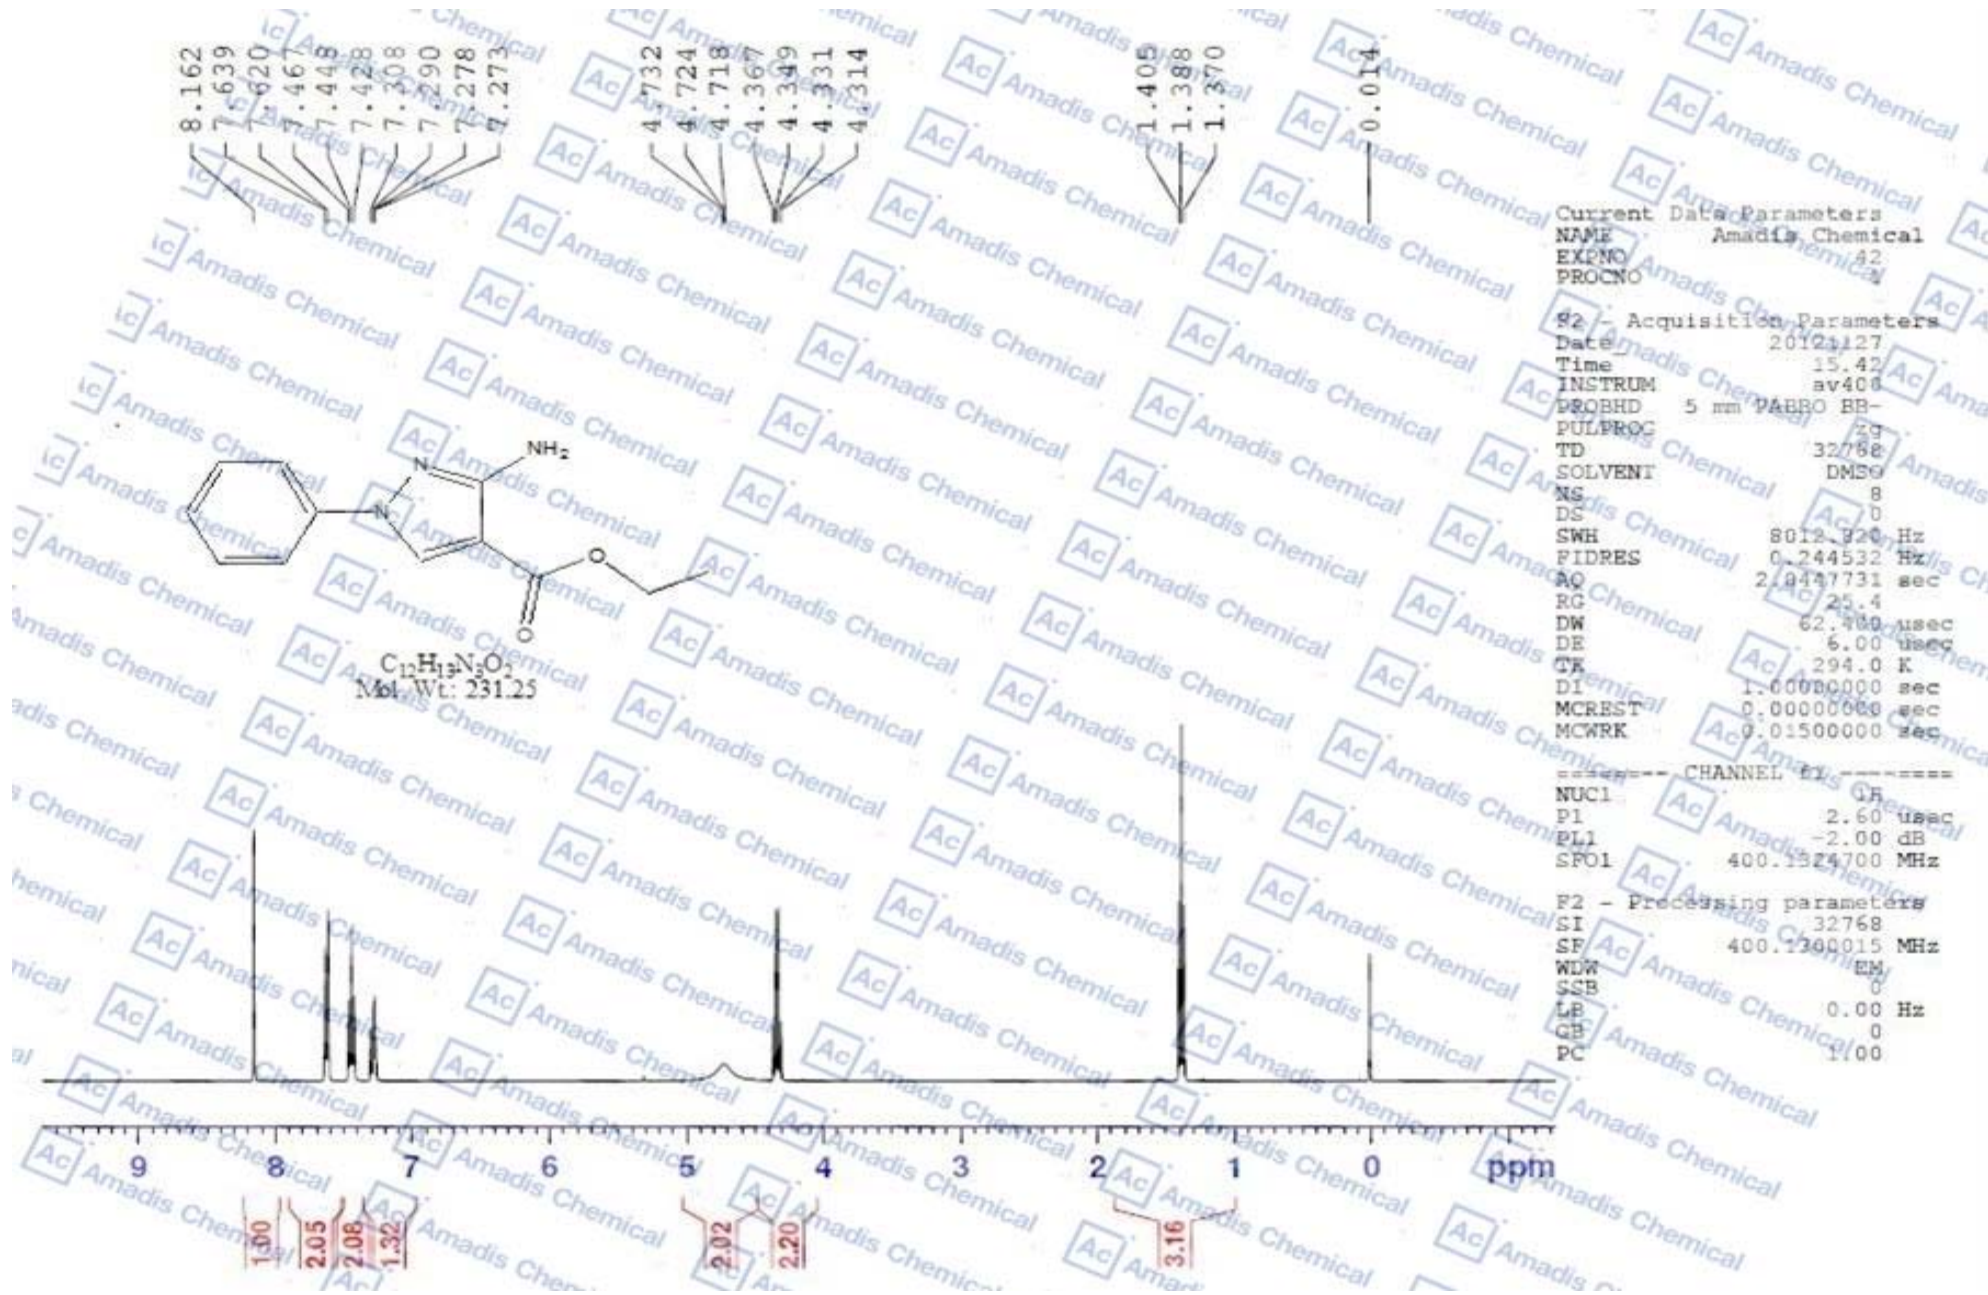 8.162
7.639
7.620
7.467
7.448
7.428
7.308
7.290
7.278
7.273
4.732
4.724
4.718
4.367
4.349
4.331
4.314
1.405
1.388
1.370
0.014
Current Data Parameters
NAME Amadis Chemical
EXPNO 42
PROCNO
F2 - Acquisition Parameters
Date_ 20121127
Time 15.42
INSTRUM av400
PROBHD 5 mm PABBO BB-
PULPROG zg
TD 32768
SOLVENT DMSO
NS 8
DS 0
SWH 8012.820 Hz
FIDRES 0.244532 Hz
AQ 2.0447731 sec
RG 25.4
DW 62.400 usec
DE 6.00 usec
TE 294.0 K
D1 1.00000000 sec
MCREST 0.00000000 sec
MCWRK 0.01500000 sec
======== CHANNEL f1 ========
NUC1 1H
P1 2.60 usec
PL1 -2.00 dB
SFO1 400.1324700 MHz
F2 - Processing parameters
SI 32768
SF 400.1300015 MHz
WDW EM
SSB 0
LB 0.00 Hz
GB 0
PC 1.00
NH₂
N
N
O
O
C₁₂H₁₃N₃O₂
Mol. Wt.: 231.25
9 8 7 6 5 4 3 2 1 0 ppm
1.00
2.05
2.08
1.32
2.02
2.20
3.16
Ac Amadis Chemical